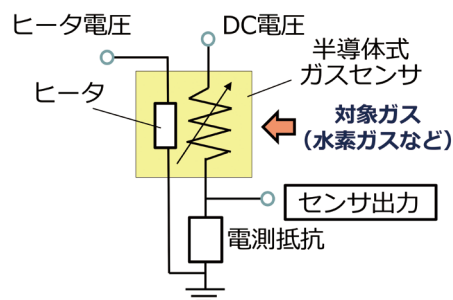 ヒータ電圧
DC電圧
半導体式
ガスセンサ
ヒータ
対象ガス
（水素ガスなど）
センサ出力
電測抵抗